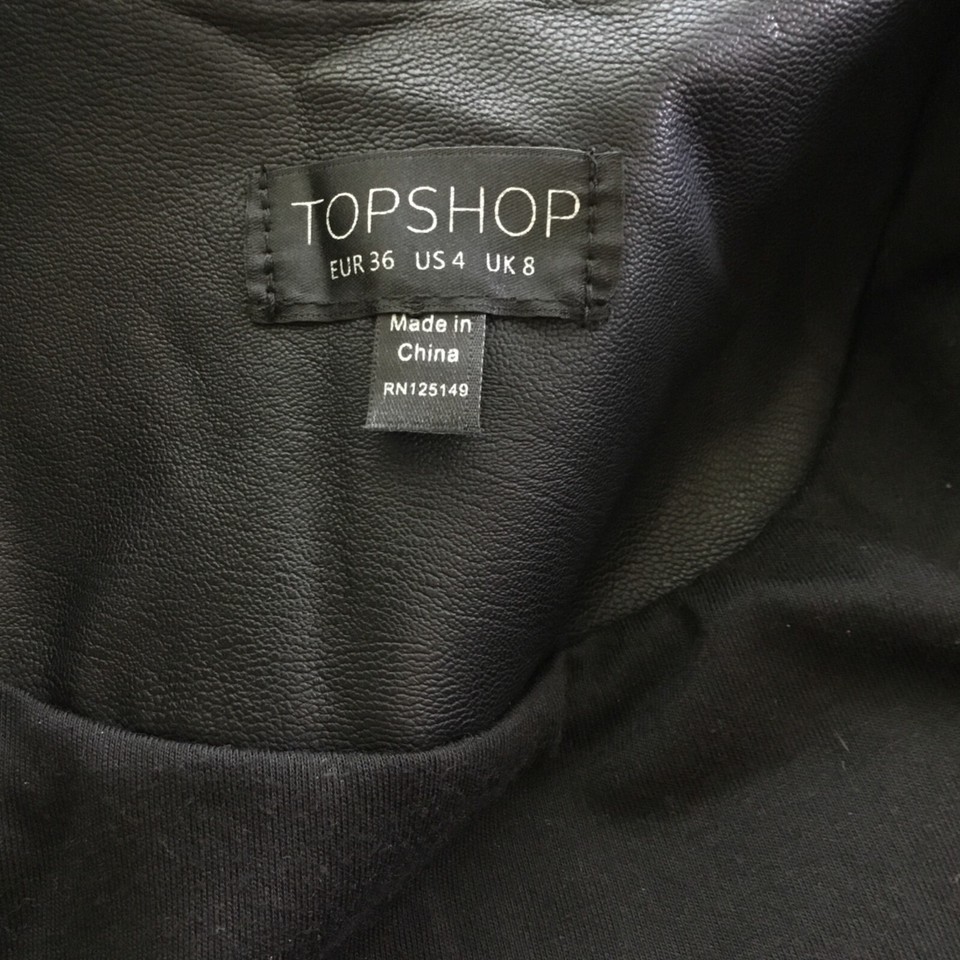 TOPSHOP
EUR 36 US 4 UK 8
Made in
China
RN125149